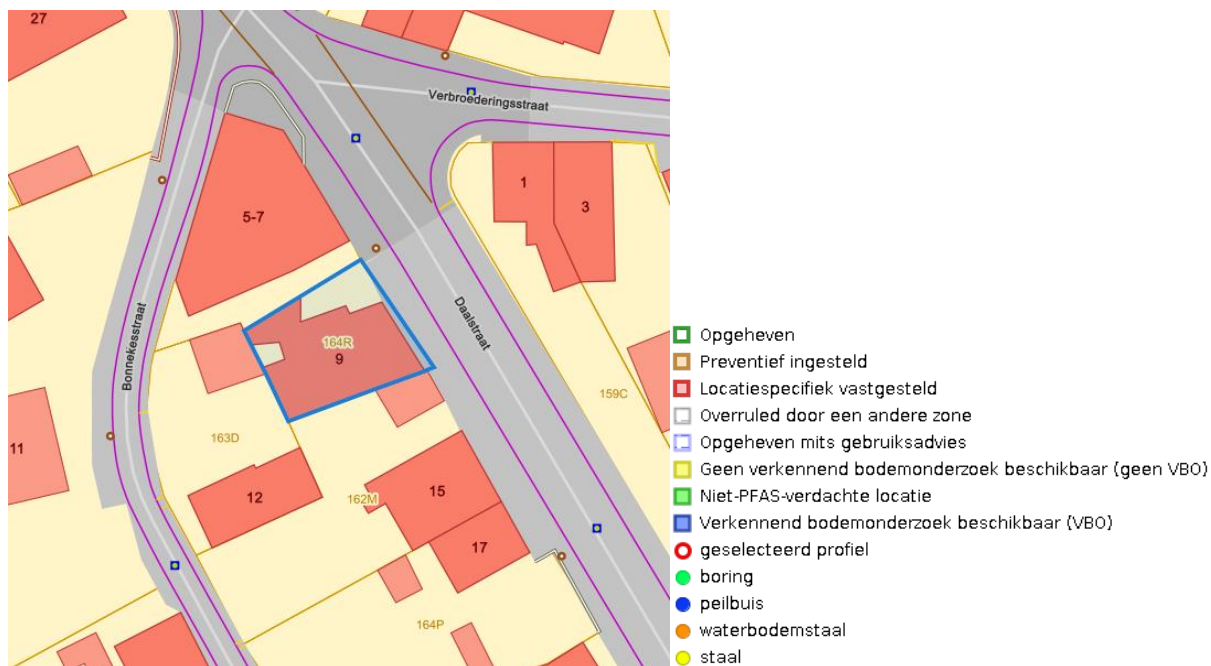 27
Verbroederingsstraat
1
3
5-7
Bonnekesstraat
Daalstraat
164R
9
159C
11
163D
12
162M
15
17
164P
Opgeheven
Preventief ingesteld
Locatiespecifiek vastgesteld
Overruled door een andere zone
Opgeheven mits gebruiksadvies
Geen verkennend bodemonderzoek beschikbaar (geen VBO)
Niet-PFAS-verdachte locatie
Verkennend bodemonderzoek beschikbaar (VBO)
geselecteerd profiel
boring
peilbuis
waterbodemstaal
staal